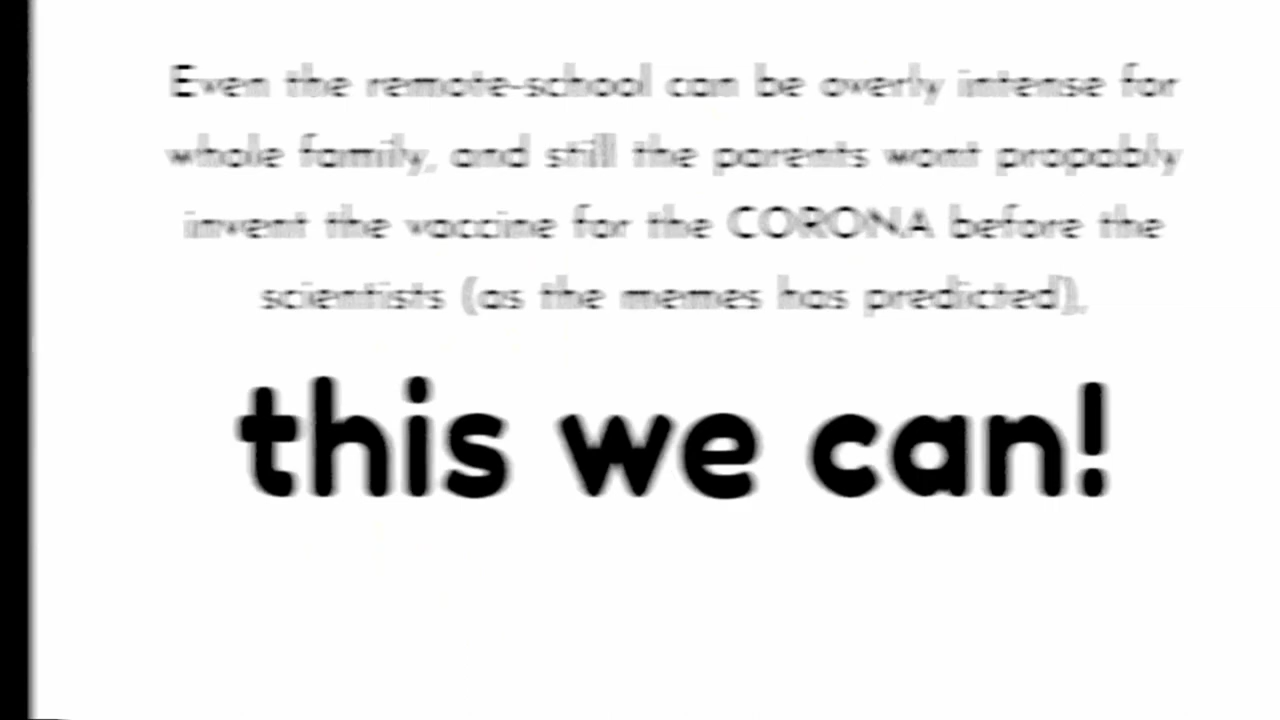 Even the remote-school can be overly intense for
whole family, and still the parents wont propably
invent the vaccine for the CORONA before the
scientists (as the memes has predicted),
this we can!